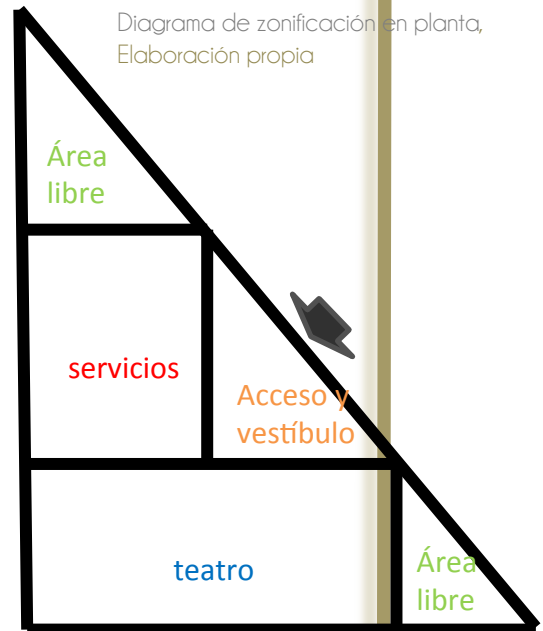 Diagrama de zonificación en planta,
Elaboración propia
Área
libre
servicios
Acceso y
vestíbulo
teatro
Área
libre